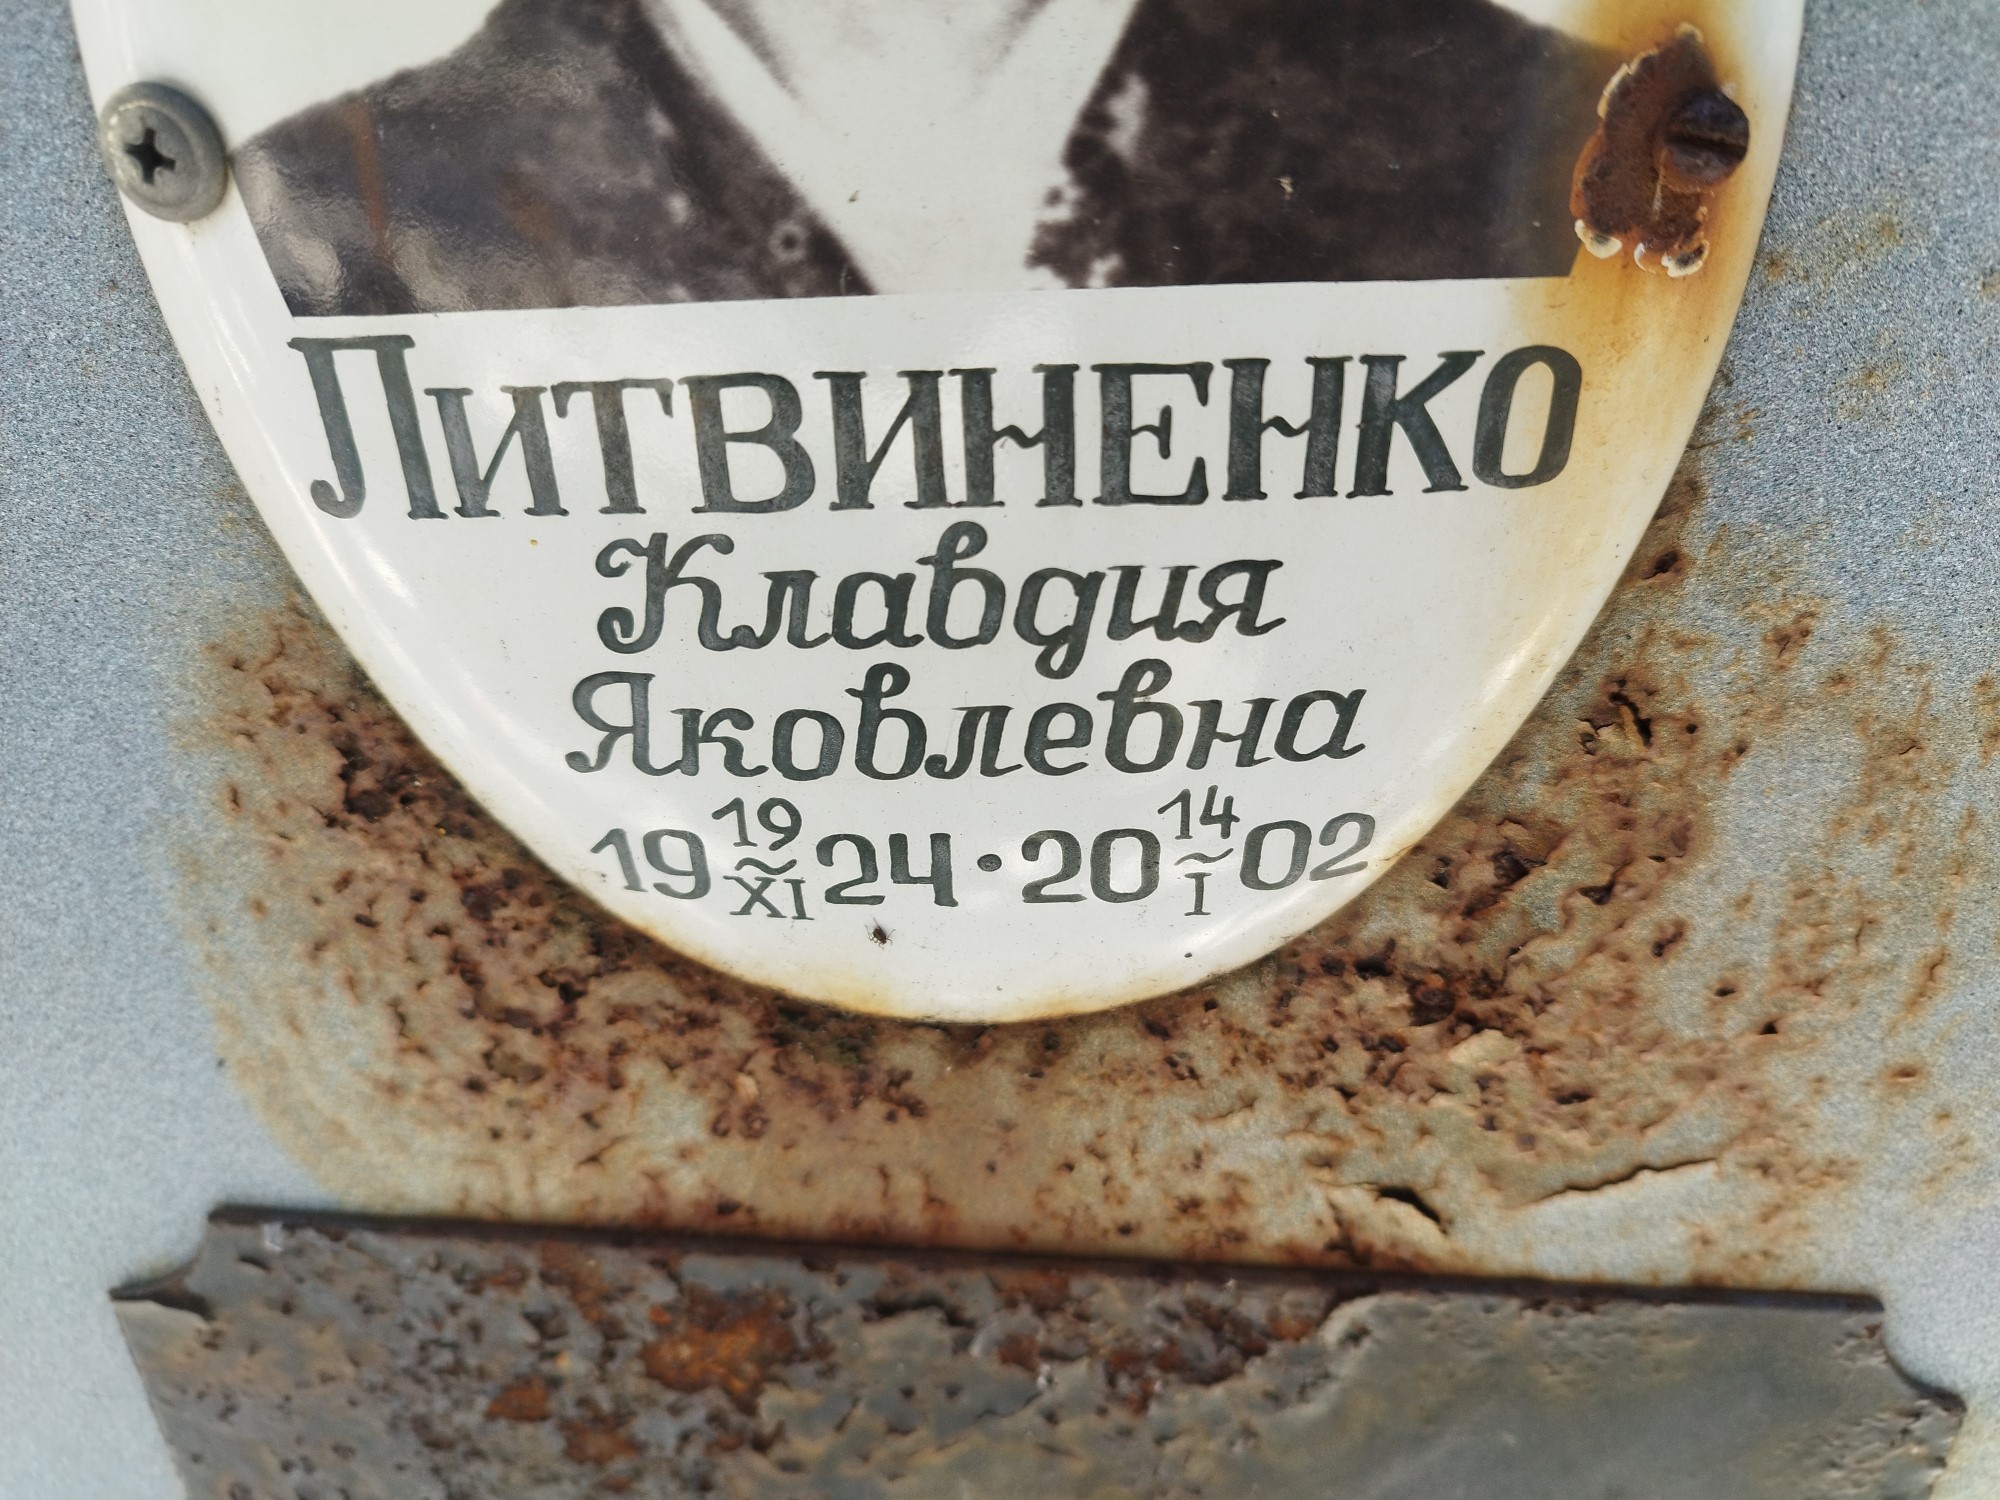 ЛИТВИНЕНКО
Клавдия
Яковлевна
19 19/XI 24 · 20 14/I 02